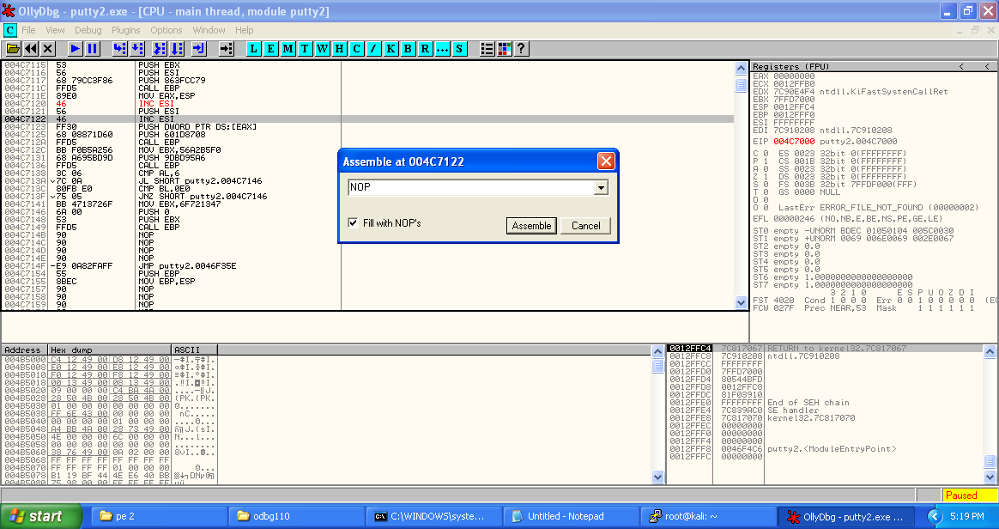 OllyDbg - putty2.exe - [CPU - main thread, module putty2]
C File View Debug Plugins Options Window Help
L E M T W H C / K B R ... S ?
004C7115 53 PUSH EBX
004C7116 56 PUSH ESI
004C7117 68 79CC3F86 PUSH 863FCC79
004C711C FFD5 CALL EBP
004C711E 89E0 MOV EAX,ESP
004C7120 46 INC ESI
004C7121 56 PUSH ESI
004C7122 46 INC ESI
004C7123 FF30 PUSH DWORD PTR DS:[EAX]
004C7125 68 08871D60 PUSH 601D8708
004C712A FFD5 CALL EBP
004C712C BB F0B5A256 MOV EBX,56A2B5F0
004C7131 68 A695BD9D PUSH 9DBD95A6
004C7136 FFD5 CALL EBP
004C7138 3C 06 CMP AL,6
004C713A 7C 0A JL SHORT putty2.004C7146
004C713C 80FB E0 CMP BL,0E0
004C713F 75 05 JNZ SHORT putty2.004C7146
004C7141 BB 4713726F MOV EBX,6F721347
004C7146 6A 00 PUSH 0
004C7148 53 PUSH EBX
004C7149 FFD5 CALL EBP
004C714B 90 NOP
004C714C 90 NOP
004C714D 90 NOP
004C714E 90 NOP
004C714F -E9 0A82FAFF JMP putty2.0046F35E
004C7154 55 PUSH EBP
004C7155 8BEC MOV EBP,ESP
004C7157 90 NOP
004C7158 90 NOP
004C7159 90 NOP
Assemble at 004C7122
NOP
Fill with NOP's
Assemble Cancel
Registers (FPU) < <
EAX 00000000
ECX 0012FFB0
EDX 7C90E4F4 ntdll.KiFastSystemCallRet
EBX 7FFD7000
ESP 0012FFC4
EBP 0012FFF0
ESI FFFFFFFF
EDI 7C910208 ntdll.7C910208
EIP 004C7000 putty2.004C7000
C 0 ES 0023 32bit 0(FFFFFFFF)
P 1 CS 001B 32bit 0(FFFFFFFF)
A 0 SS 0023 32bit 0(FFFFFFFF)
Z 1 DS 0023 32bit 0(FFFFFFFF)
S 0 FS 003B 32bit 7FFDF000(FFF)
T 0 GS 0000 NULL
D 0
O 0 LastErr ERROR_FILE_NOT_FOUND (00000002)
EFL 00000246 (NO,NB,E,BE,NS,PE,GE,LE)
ST0 empty -UNORM BDEC 01050104 005C0030
ST1 empty +UNORM 0069 006E0069 002E0067
ST2 empty 0.0
ST3 empty 0.0
ST4 empty 0.0
ST5 empty 0.0
ST6 empty 1.0000000000000000000
ST7 empty 1.0000000000000000000
3 2 1 0 E S P U O Z D I
FST 4020 Cond 1 0 0 0 Err 0 0 1 0 0 0 0 0
FCW 027F Prec NEAR,53 Mask 1 1 1 1 1 1
Address Hex dump ASCII
004B5000 C4 12 49 00 D8 12 49 00
004B5008 E0 12 49 00 E8 12 49 00
004B5010 F0 12 49 00 F8 12 49 00
004B5018 00 13 49 00 08 13 49 00
004B5020 09 00 00 00 C4 BA 4A 00
004B5028 28 50 4B 00 28 50 4B 00 (PK.(PK.
004B5030 01 00 00 00 00 00 00 00
004B5038 FF 6E 43 00 00 00 00 00
004B5040 00 00 00 00 01 00 00 00
004B5048 A4 BB 4A 00 28 73 49 00
004B5050 4E 00 00 00 6C 00 00 00 N...l...
004B5058 00 00 00 00 00 00 00 00 ........
004B5060 38 76 49 00 0A 02 00 00
004B5068 FF FF FF FF FF FF FF FF
004B5070 FF FF FF FF 01 00 00 00
004B5078 B1 19 BF 44 4E E6 40 BB
0012FFC4 7C817067 RETURN to kernel32.7C817067
0012FFC8 7C910208 ntdll.7C910208
0012FFCC FFFFFFFF
0012FFD0 7FFD7000
0012FFD4 80544BFD
0012FFD8 0012FFC8
0012FFDC 81F03910
0012FFE0 FFFFFFFF End of SEH chain
0012FFE4 7C839AC0 SE handler
0012FFE8 7C817070 kernel32.7C817070
0012FFEC 00000000
0012FFF0 00000000
0012FFF4 00000000
0012FFF8 0046F4C6 putty2.<ModuleEntryPoint>
0012FFFC 00000000
Paused
start pe 2 odbg110 C:\WINDOWS\syste... Untitled - Notepad root@kali: ~ OllyDbg - putty2.exe ... 5:19 PM